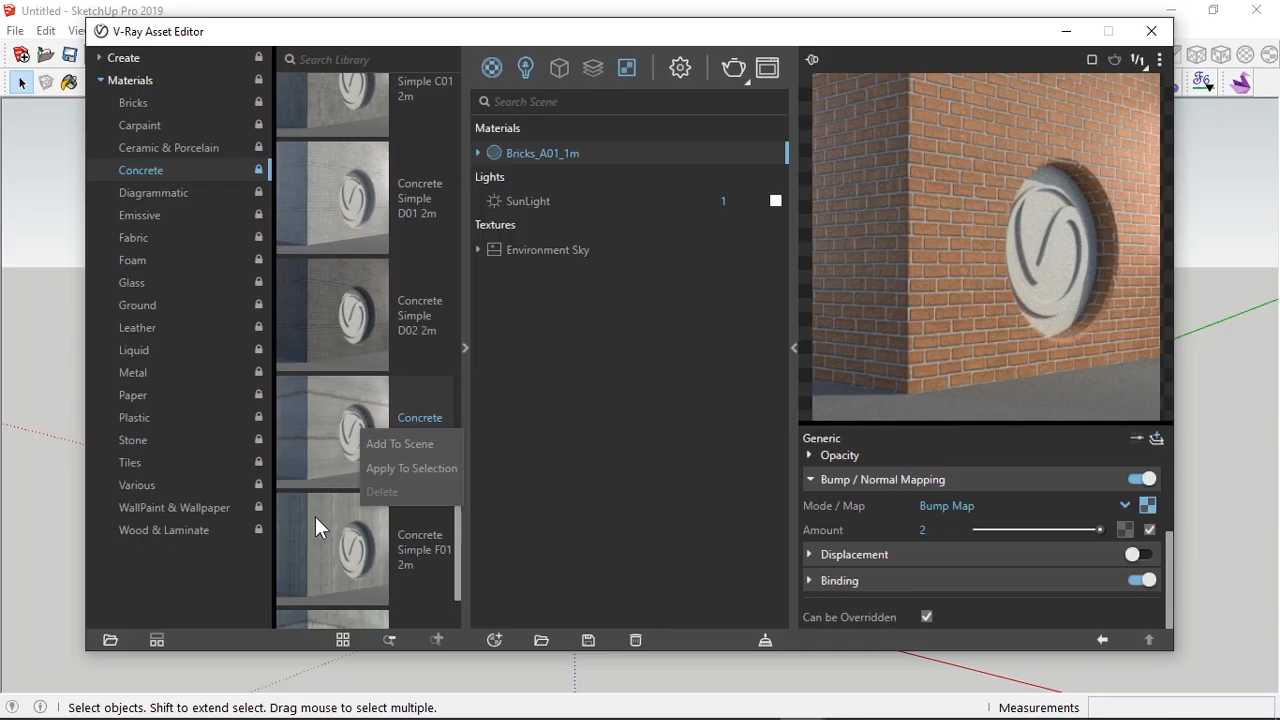 Untitled - SketchUp Pro 2019
File Edit
V-Ray Asset Editor
Create
Materials
Bricks
Carpaint
Ceramic & Porcelain
Concrete
Diagrammatic
Emissive
Fabric
Foam
Glass
Ground
Leather
Liquid
Metal
Paper
Plastic
Stone
Tiles
Various
WallPaint & Wallpaper
Wood & Laminate
Search Library
Simple C01
2m
Concrete
Simple
D01 2m
Concrete
Simple
D02 2m
Concrete
Add To Scene
Apply To Selection
Delete
Concrete
Simple F01
2m
Search Scene
Materials
Bricks_A01_1m
Lights
SunLight 1
Textures
Environment Sky
1/1
Generic
Opacity
Bump / Normal Mapping
Mode / Map Bump Map
Amount 2
Displacement
Binding
Can be Overridden
Select objects. Shift to extend select. Drag mouse to select multiple.
Measurements